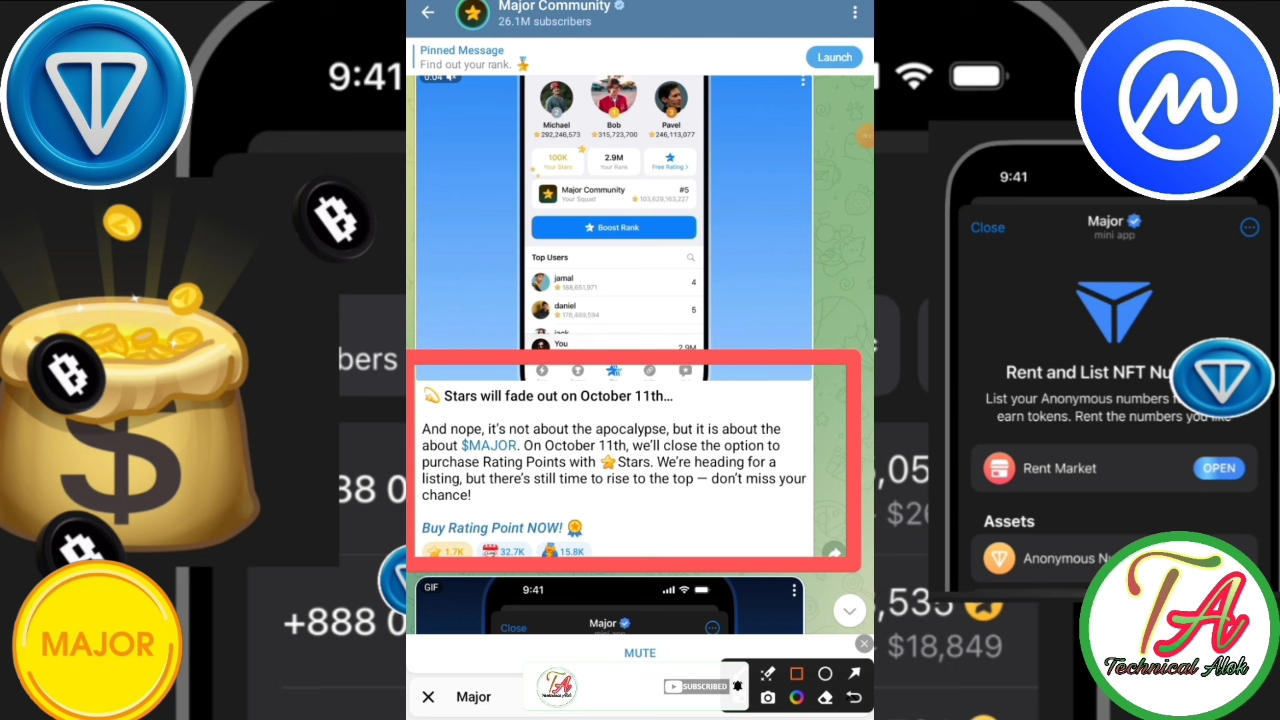 Major Community
26.1M subscribers
Pinned Message
Find out your rank.
Launch
0:04
Michael
Bob
Pavel
292,246,573
315,723,700
246,113,077
100K
Your Stars
2.9M
Your Rank
Free Rating >
Major Community
Your Squad
#5
103,629,163,227
Boost Rank
Top Users
jamal
188,651,971
4
daniel
5
You
2.9M
💫 Stars will fade out on October 11th...
And nope, it's not about the apocalypse, but it is about the
about $MAJOR. On October 11th, we'll close the option to
purchase Rating Points with ⭐Stars. We're heading for a
listing, but there's still time to rise to the top — don't miss your
chance!
Buy Rating Point NOW!
1.7K
32.7K
15.8K
GIF
9:41
Close
Major
mini app
MUTE
SUBSCRIBED
Major
9:41
bers
+888 0
MAJOR
9:41
Close
Major
mini app
Rent and List NFT Nu
List your Anonymous numbers
earn tokens. Rent the numbers you
Rent Market
OPEN
Assets
Anonymous N
$18,849
TA
Technical Alok